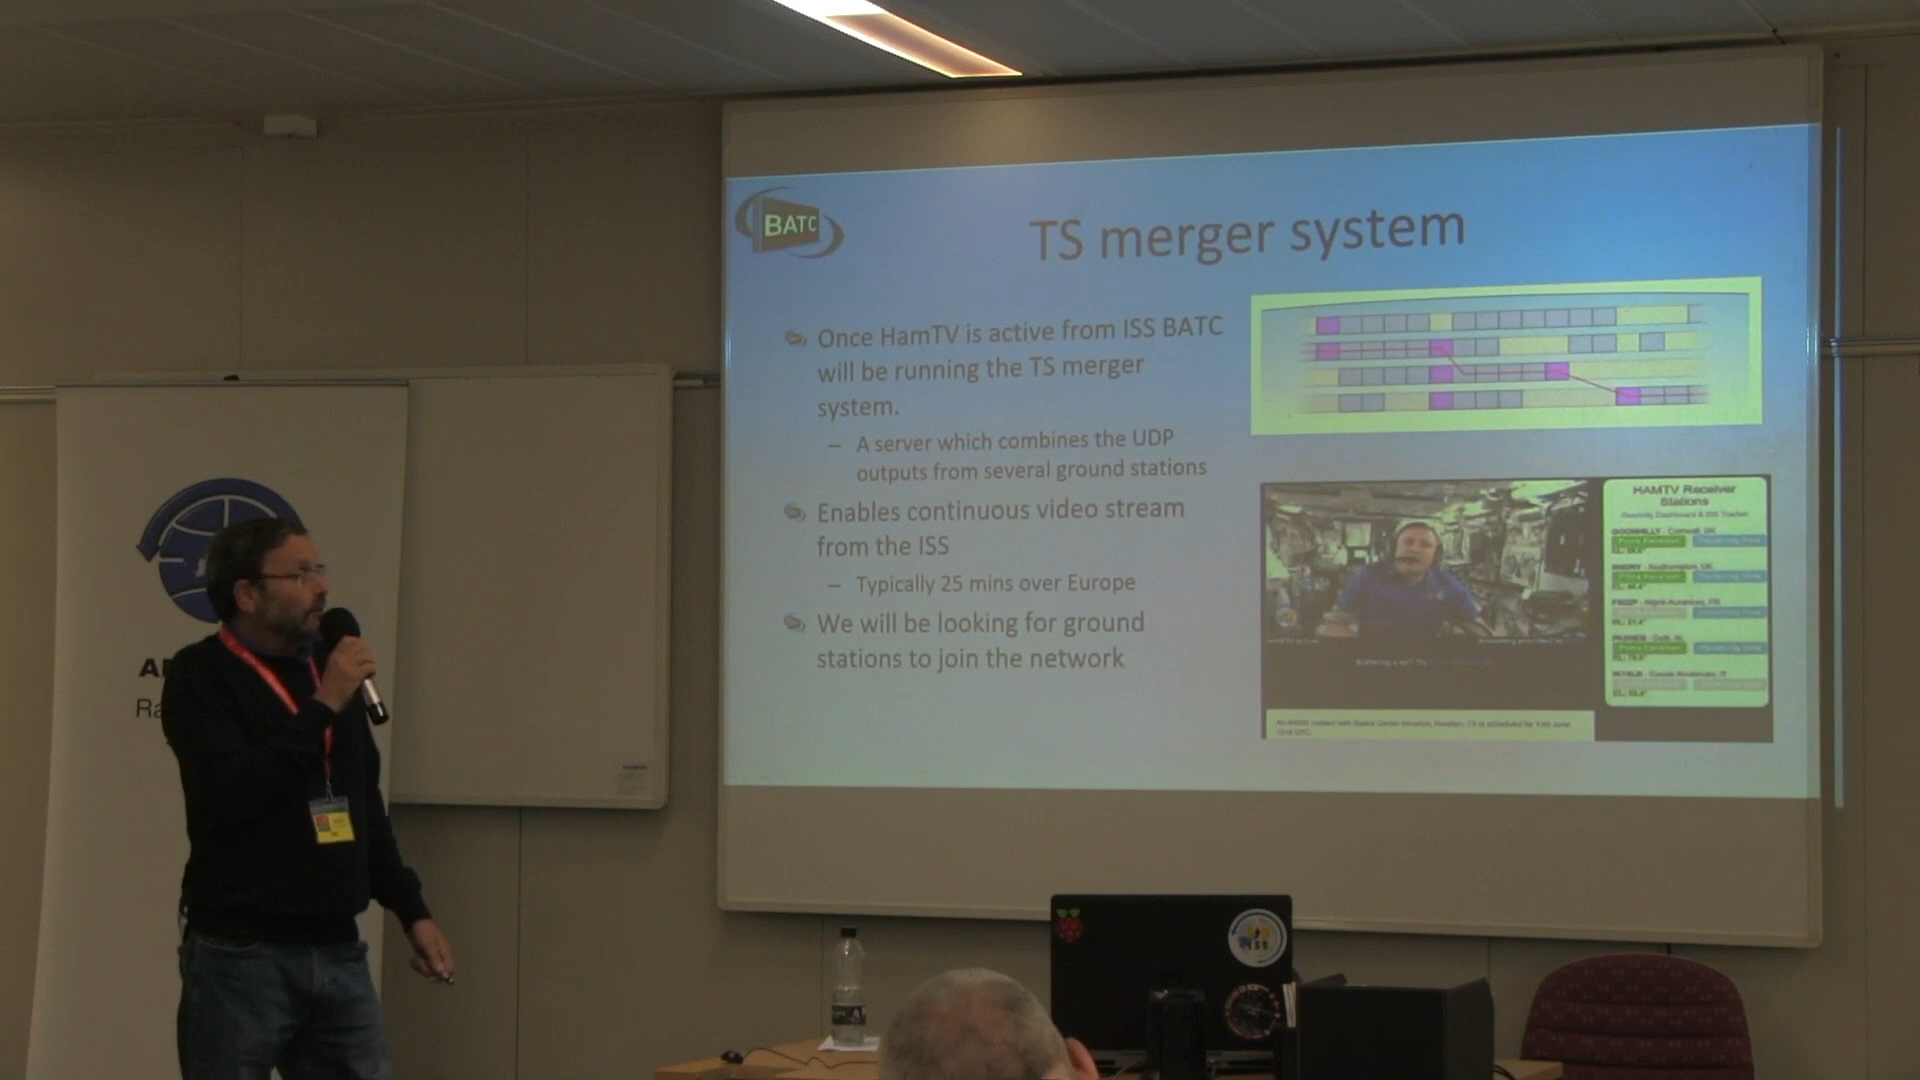 BATC
TS merger system
Once HamTV is active from ISS BATC
will be running the TS merger
system.
– A server which combines the UDP
outputs from several ground stations
Enables continuous video stream
from the ISS
– Typically 25 mins over Europe
We will be looking for ground
stations to join the network
HAMTV Receiver
Stations
ISS